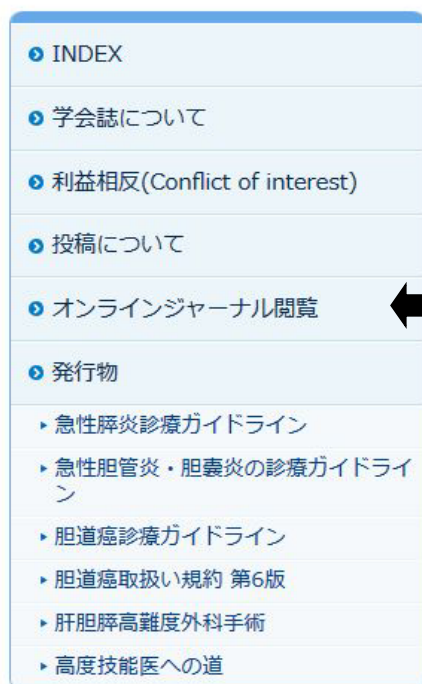 INDEX
学会誌について
利益相反(Conflict of interest)
投稿について
オンラインジャーナル閲覧
発行物
急性膵炎診療ガイドライン
急性胆管炎・胆嚢炎の診療ガイドライ
ン
胆道癌診療ガイドライン
胆道癌取扱い規約 第6版
肝胆膵高難度外科手術
高度技能医への道